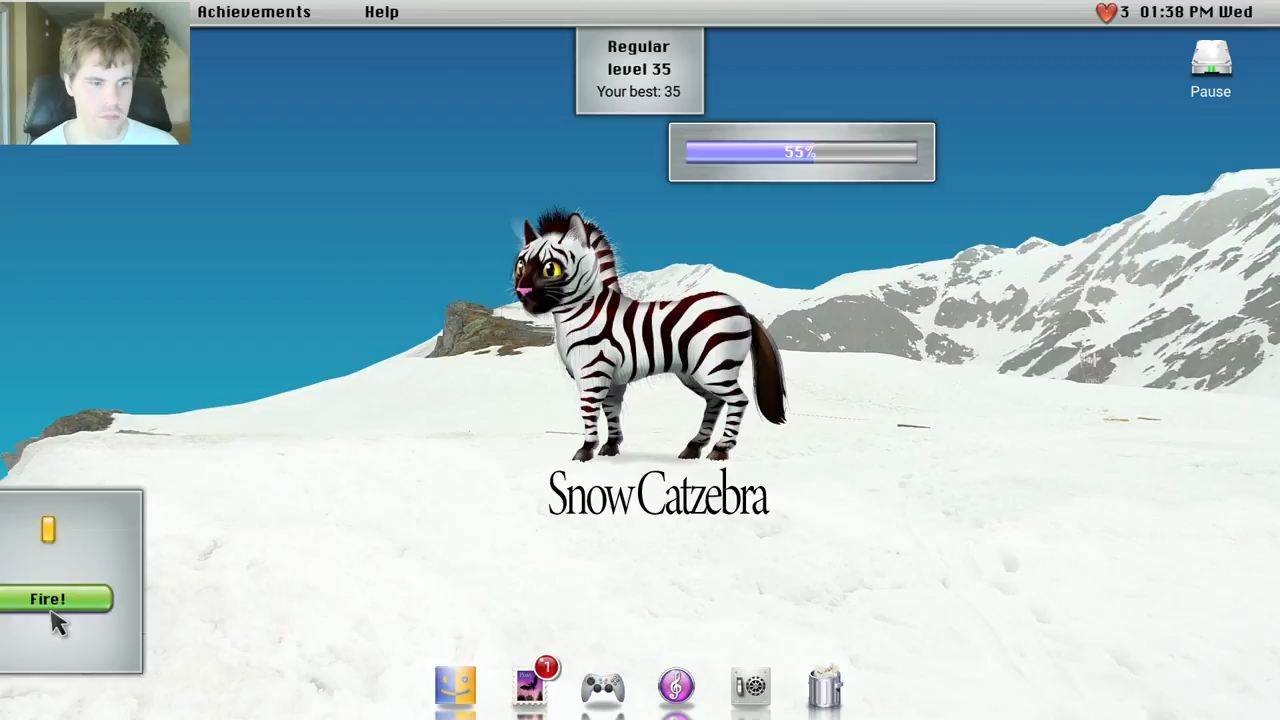 Achievements Help
3 01:38 PM Wed
Regular
level 35
Your best: 35
Pause
55%
Snow Catzebra
Fire!
1